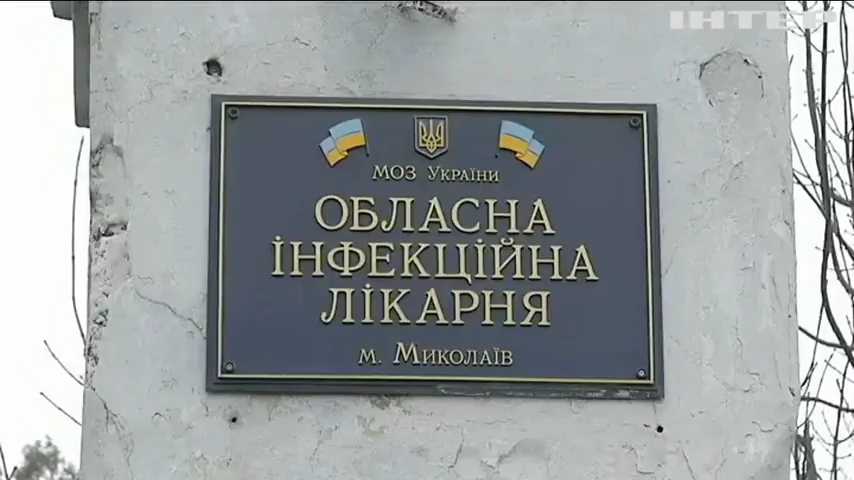 ІНТЕР
МОЗ України
ОБЛАСНА
ІНФЕКЦІЙНА
ЛІКАРНЯ
м. Миколаїв